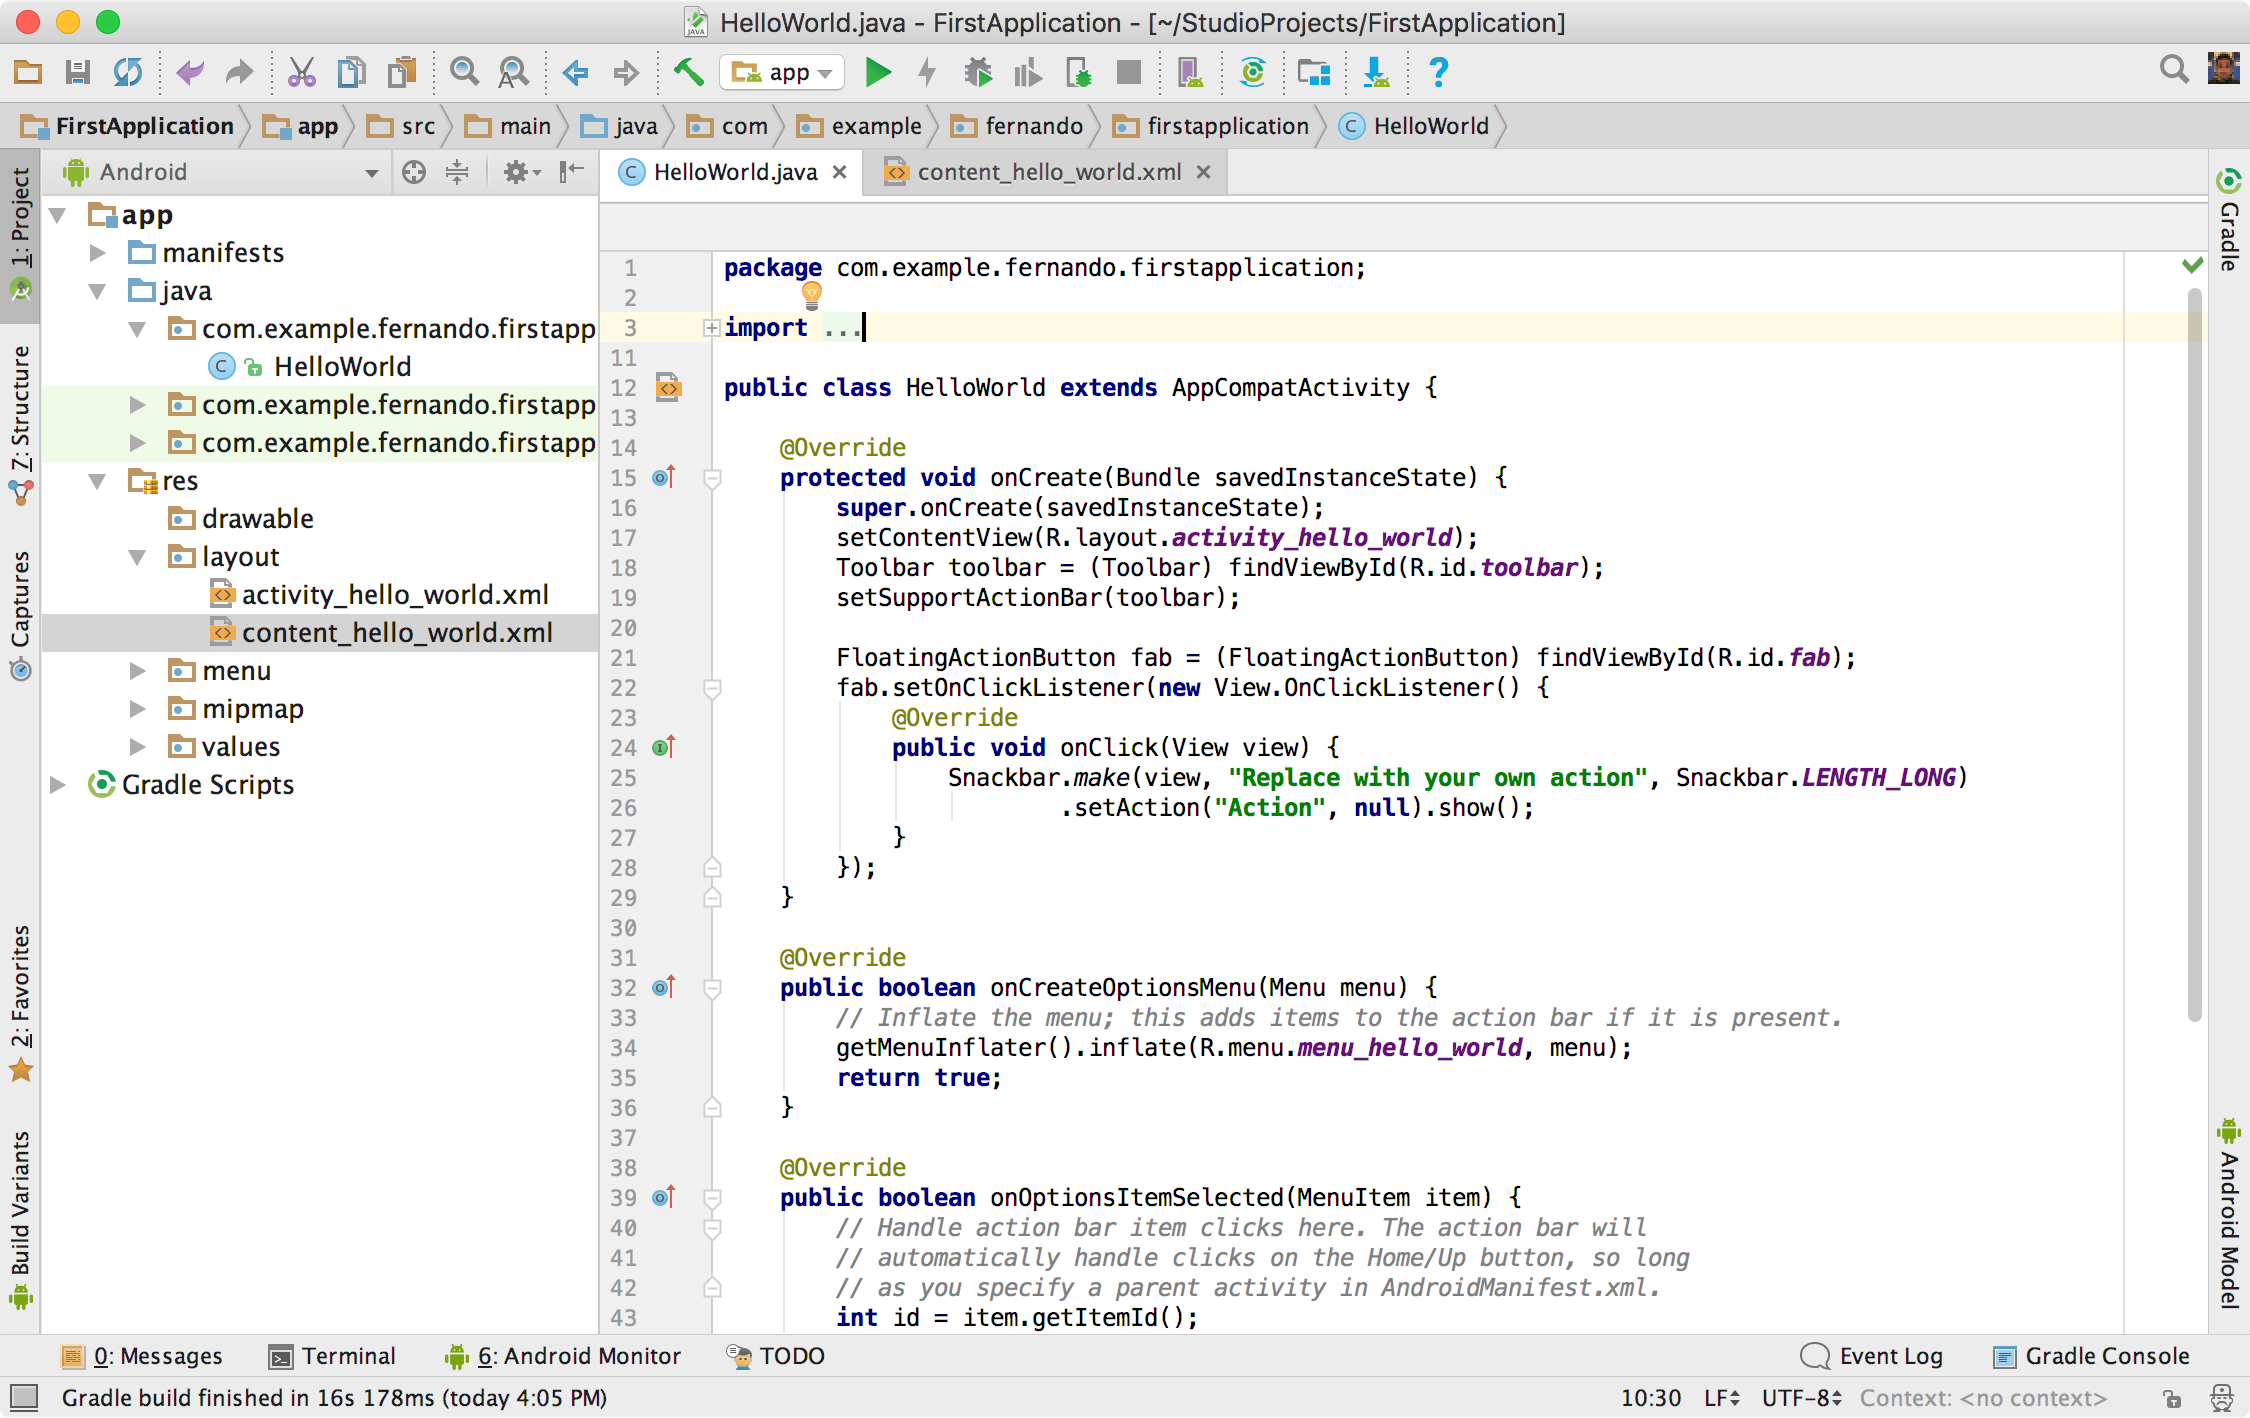 HelloWorld.java - FirstApplication - [~/StudioProjects/FirstApplication]
app
FirstApplication app src main java com example fernando firstapplication HelloWorld
1: Project
7: Structure
Captures
2: Favorites
Build Variants
Android
app
manifests
java
com.example.fernando.firstapp
HelloWorld
com.example.fernando.firstapp
com.example.fernando.firstapp
res
drawable
layout
activity_hello_world.xml
content_hello_world.xml
menu
mipmap
values
Gradle Scripts
HelloWorld.java content_hello_world.xml
1 package com.example.fernando.firstapplication;
2
3 import ...
11
12 public class HelloWorld extends AppCompatActivity {
13
14 @Override
15 protected void onCreate(Bundle savedInstanceState) {
16 super.onCreate(savedInstanceState);
17 setContentView(R.layout.activity_hello_world);
18 Toolbar toolbar = (Toolbar) findViewById(R.id.toolbar);
19 setSupportActionBar(toolbar);
20
21 FloatingActionButton fab = (FloatingActionButton) findViewById(R.id.fab);
22 fab.setOnClickListener(new View.OnClickListener() {
23 @Override
24 public void onClick(View view) {
25 Snackbar.make(view, "Replace with your own action", Snackbar.LENGTH_LONG)
26 .setAction("Action", null).show();
27 }
28 });
29 }
30
31 @Override
32 public boolean onCreateOptionsMenu(Menu menu) {
33 // Inflate the menu; this adds items to the action bar if it is present.
34 getMenuInflater().inflate(R.menu.menu_hello_world, menu);
35 return true;
36 }
37
38 @Override
39 public boolean onOptionsItemSelected(MenuItem item) {
40 // Handle action bar item clicks here. The action bar will
41 // automatically handle clicks on the Home/Up button, so long
42 // as you specify a parent activity in AndroidManifest.xml.
43 int id = item.getItemId();
Gradle
Android Model
0: Messages Terminal 6: Android Monitor TODO Event Log Gradle Console
Gradle build finished in 16s 178ms (today 4:05 PM) 10:30 LF UTF-8 Context: <no context>